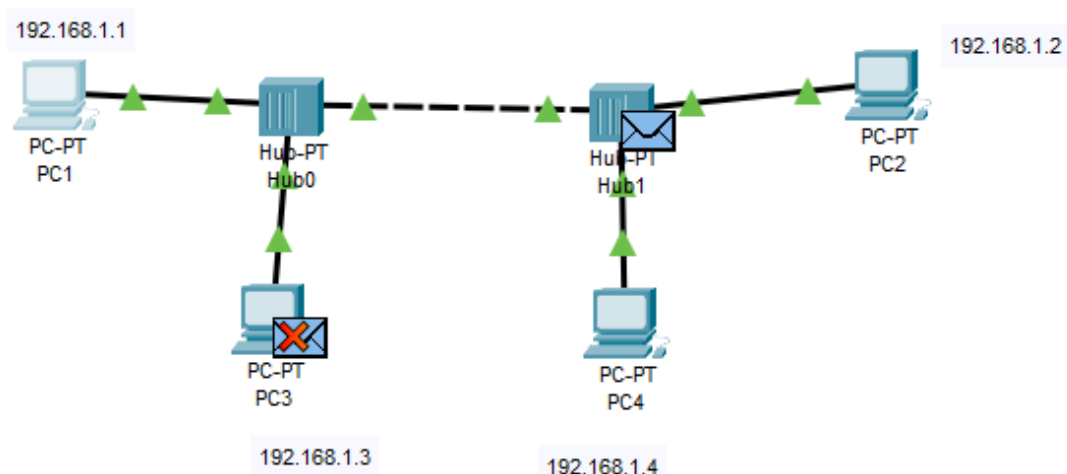 192.168.1.1
192.168.1.2
PC-PT
PC1
Hub-PT
Hub0
Hub-PT
Hub1
PC-PT
PC2
PC-PT
PC3
PC-PT
PC4
192.168.1.3
192.168.1.4